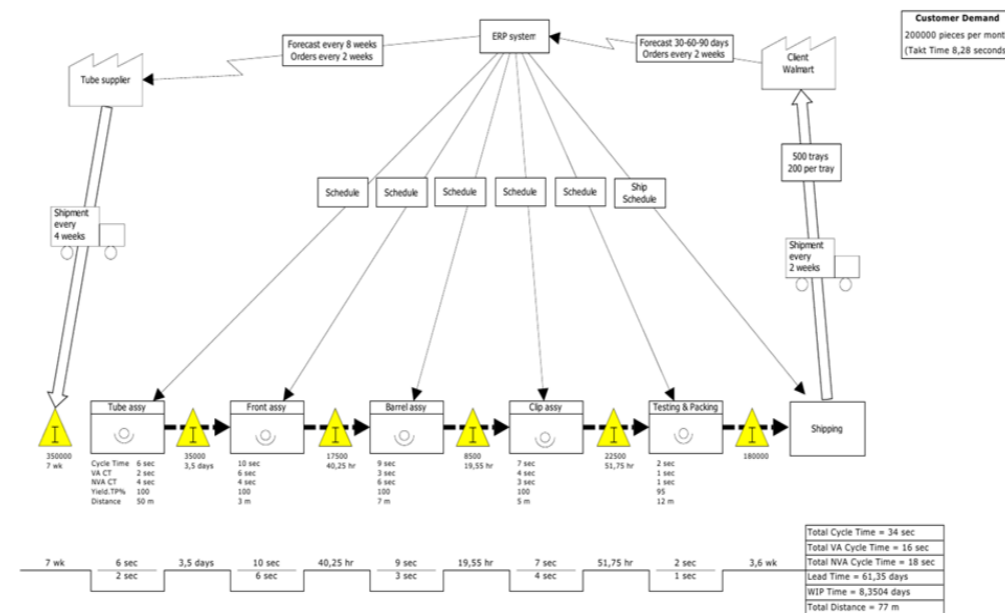 Customer Demand
200000 pieces per mont
(Takt Time 8,28 seconds
ERP system
Forecast every 8 weeks
Orders every 2 weeks
Forecast 30-60-90 days
Orders every 2 weeks
Tube supplier
Client
Walmart
500 trays
200 per tray
Schedule
Schedule
Schedule
Schedule
Schedule
Ship
Schedule
Shipment
every
4 weeks
Shipment
every
2 weeks
Tube assy
Front assy
Barrel assy
Clip assy
Testing & Packing
Shipping
I
I
I
I
I
I
350000
7 wk
35000
3,5 days
17500
40,25 hr
8500
19,55 hr
22500
51,75 hr
180000
Cycle Time 6 sec
VA CT 2 sec
NVA CT 4 sec
Yield.TP% 100
Distance 50 m
10 sec
6 sec
4 sec
100
3 m
9 sec
3 sec
6 sec
100
7 m
7 sec
4 sec
3 sec
100
5 m
2 sec
1 sec
1 sec
95
12 m
7 wk
6 sec
2 sec
3,5 days
10 sec
6 sec
40,25 hr
9 sec
3 sec
19,55 hr
7 sec
4 sec
51,75 hr
2 sec
1 sec
3,6 wk
Total Cycle Time = 34 sec
Total VA Cycle Time = 16 sec
Total NVA Cycle Time = 18 sec
Lead Time = 61,35 days
WIP Time = 8,3504 days
Total Distance = 77 m